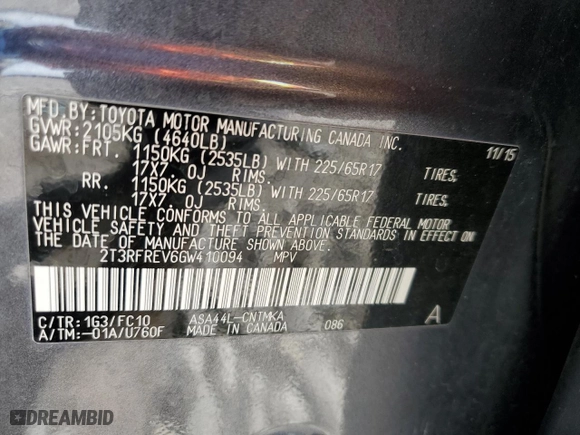 MFD BY: TOYOTA MOTOR MANUFACTURING CANADA INC.
GVWR: 2105KG (4640LB) 11/15
GAWR: FRT. 1150KG (2535LB) WITH 225/65R17 TIRES,
17X7 0J RIMS.
RR. 1150KG (2535LB) WITH 225/65R17 TIRES,
17X7 0J RIMS.
THIS VEHICLE CONFORMS TO ALL APPLICABLE FEDERAL MOTOR
VEHICLE SAFETY AND THEFT PREVENTION STANDARDS IN EFFECT ON
THE DATE OF MANUFACTURE SHOWN ABOVE.
2T3RFREV6GW410094 MPV
C/TR: 1G3/FC10 ASA44L-CNTMKA A
A/TM: -01A/U760F MADE IN CANADA 086
DREAMBID